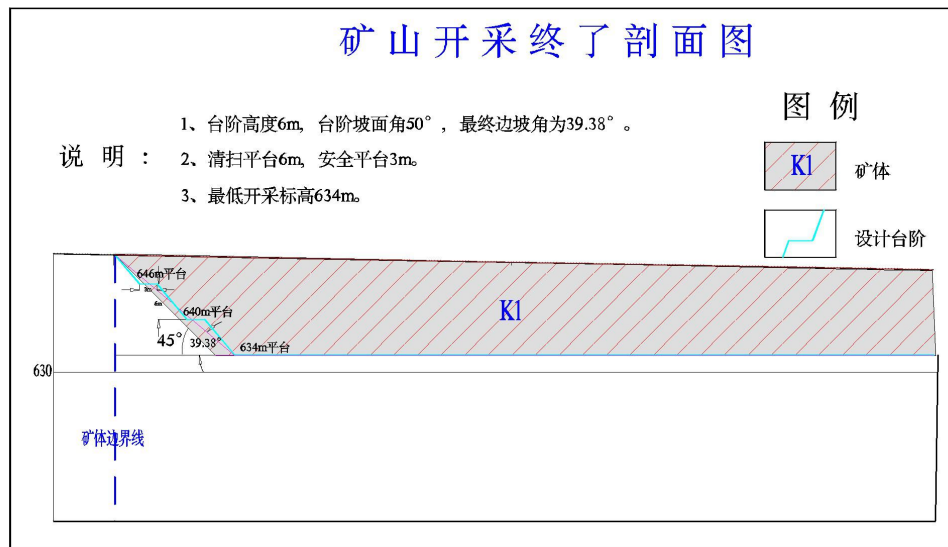 矿山开采终了剖面图
说明：
1、台阶高度6m，台阶坡面角50°，最终边坡角为39.38°。
2、清扫平台6m，安全平台3m。
3、最低开采标高634m。
图例
K1
矿体
设计台阶
646m平台
640m平台
K1
45°
39.38°
634m平台
630
矿体边界线